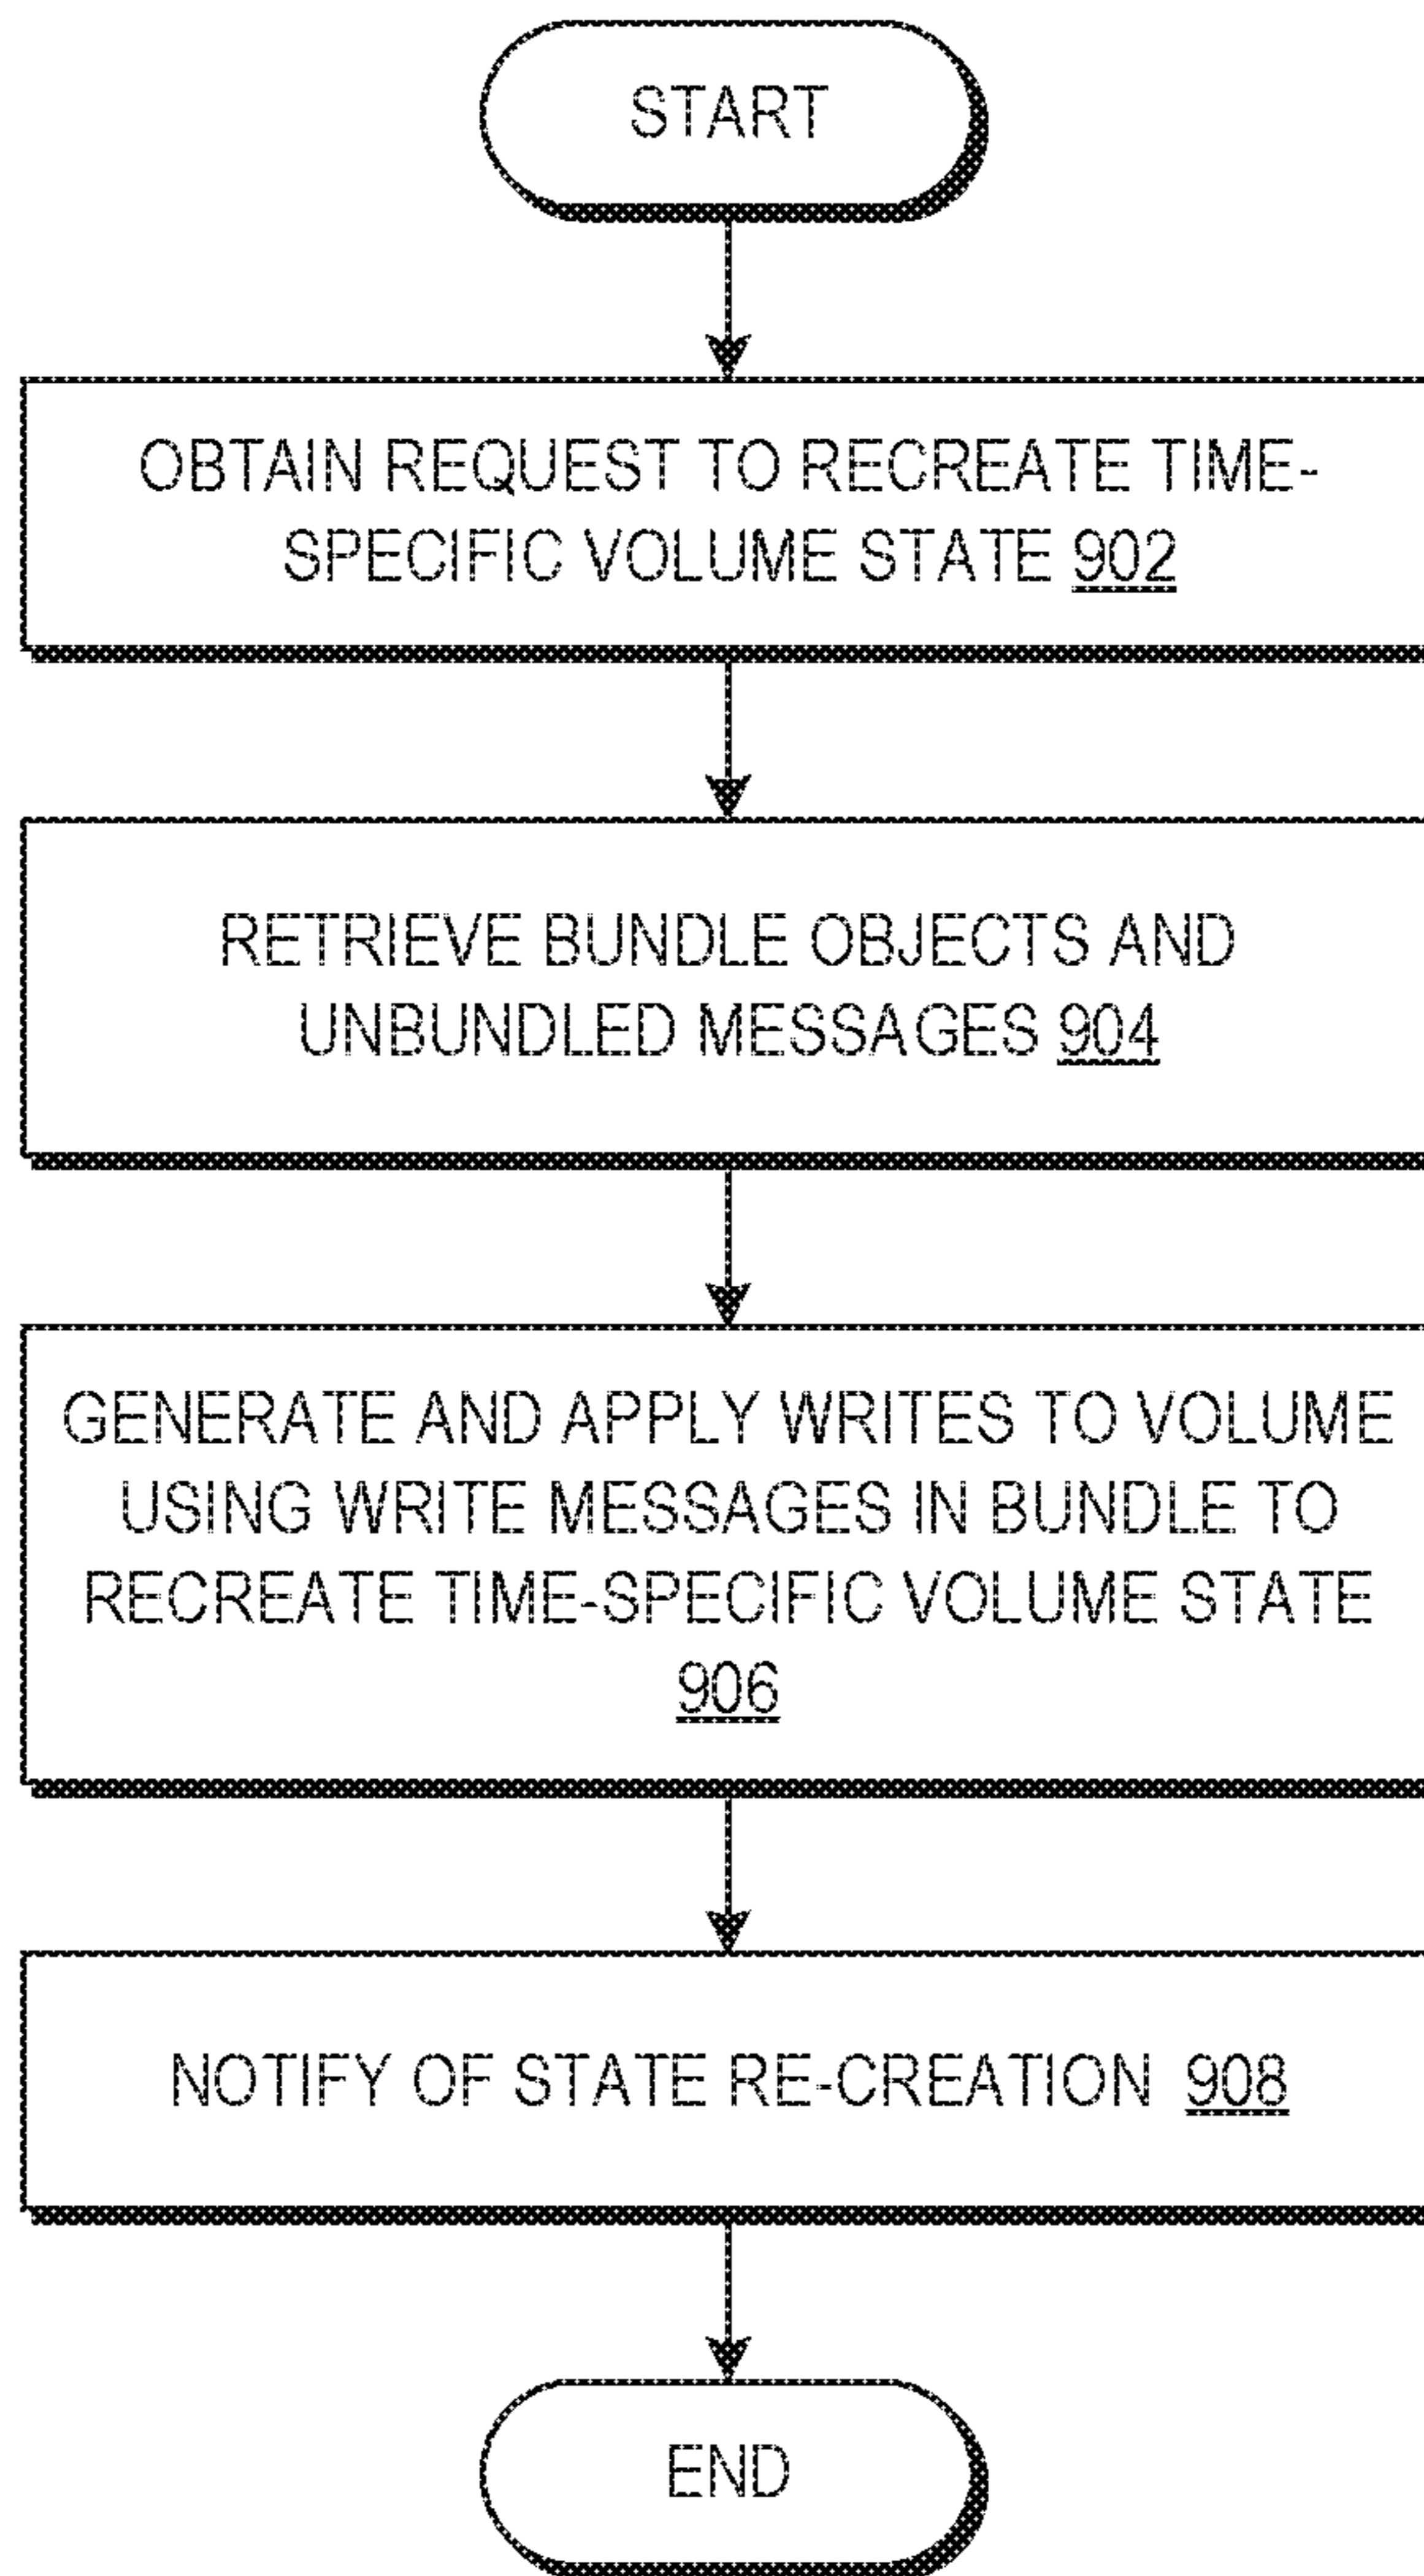 START
OBTAIN REQUEST TO RECREATE TIME-
SPECIFIC VOLUME STATE 902
RETRIEVE BUNDLE OBJECTS AND
UNBUNDLED MESSAGES 904
GENERATE AND APPLY WRITES TO VOLUME
USING WRITE MESSAGES IN BUNDLE TO
RECREATE TIME-SPECIFIC VOLUME STATE
906
NOTIFY OF STATE RE-CREATION 908
END